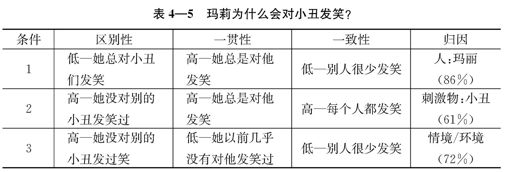 表 4—5 玛莉为什么会对小丑发笑?
条件 区别性 一贯性 一致性 归因
1 低—她总对小丑们发笑 高—她总是对他发笑 低—别人很少发笑 人:玛丽(86%)
2 高—她没对别的小丑发笑过 高—她总是对他发笑 高—每个人都发笑 刺激物:小丑(61%)
3 高—她没对别的小丑发过笑 低—她以前几乎没有对他发笑过 低—别人很少发笑 情境/环境(72%)